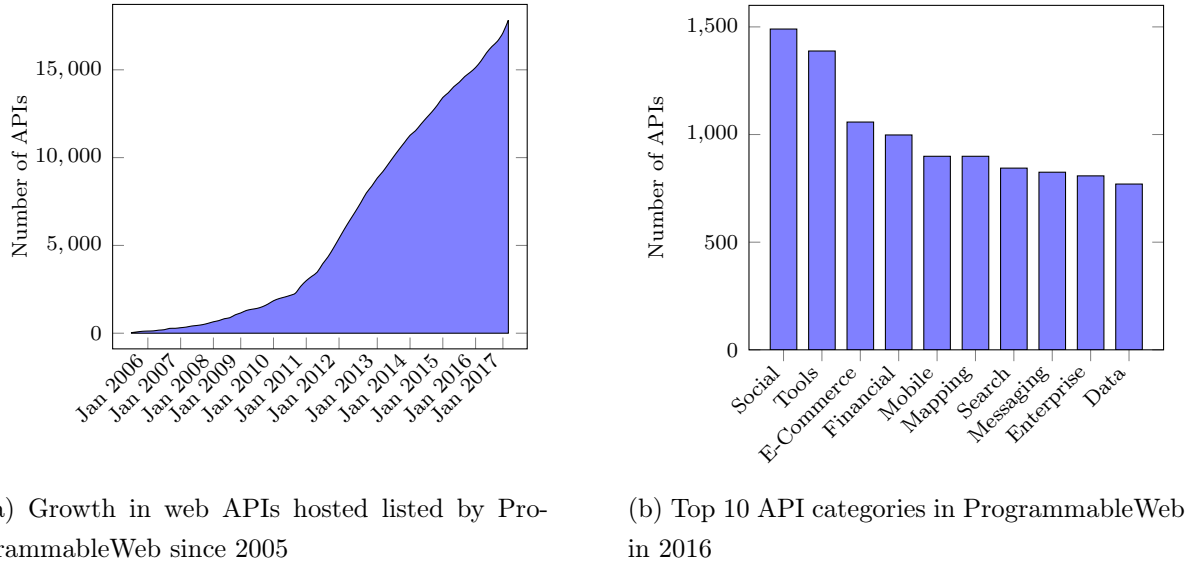 Number of APIs
15,000
10,000
5,000
0
Jan 2006
Jan 2007
Jan 2008
Jan 2009
Jan 2010
Jan 2011
Jan 2012
Jan 2013
Jan 2014
Jan 2015
Jan 2016
Jan 2017
) Growth in web APIs hosted listed by Pro-
grammableWeb since 2005
Number of APIs
1,500
1,000
500
0
Social
Tools
E-Commerce
Financial
Mobile
Mapping
Search
Messaging
Enterprise
Data
(b) Top 10 API categories in ProgrammableWeb
in 2016